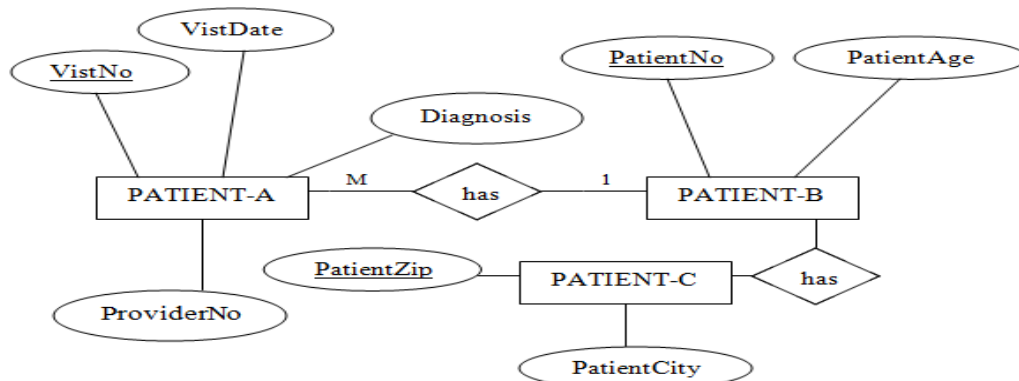 VistDate
VistNo
PatientNo
PatientAge
Diagnosis
PATIENT-A
M
has
1
PATIENT-B
PatientZip
PATIENT-C
has
ProviderNo
PatientCity